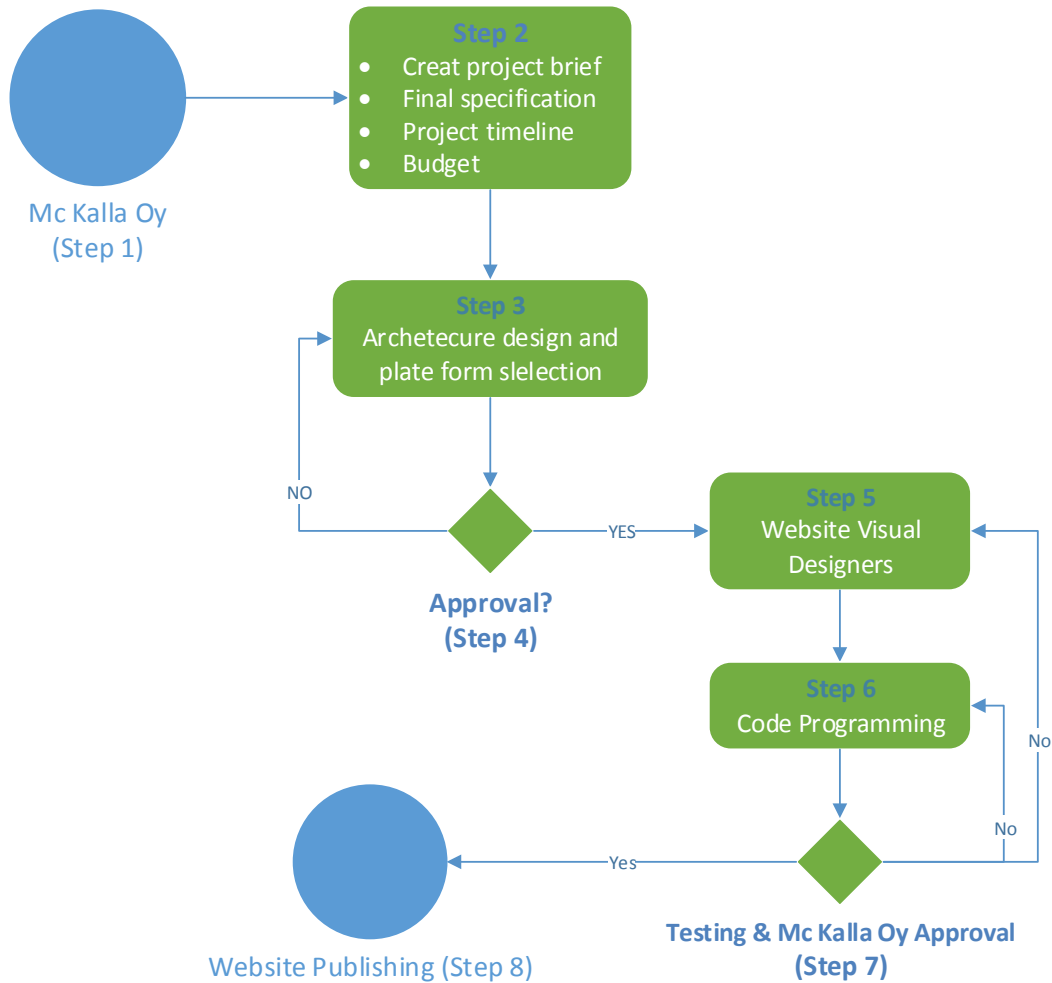 Mc Kalla Oy
(Step 1)
Step 2
• Creat project brief
• Final specification
• Project timeline
• Budget
Step 3
Archetecure design and
plate form slelection
NO
YES
Approval?
(Step 4)
Step 5
Website Visual
Designers
Step 6
Code Programming
No
No
Yes
Testing & Mc Kalla Oy Approval
(Step 7)
Website Publishing (Step 8)